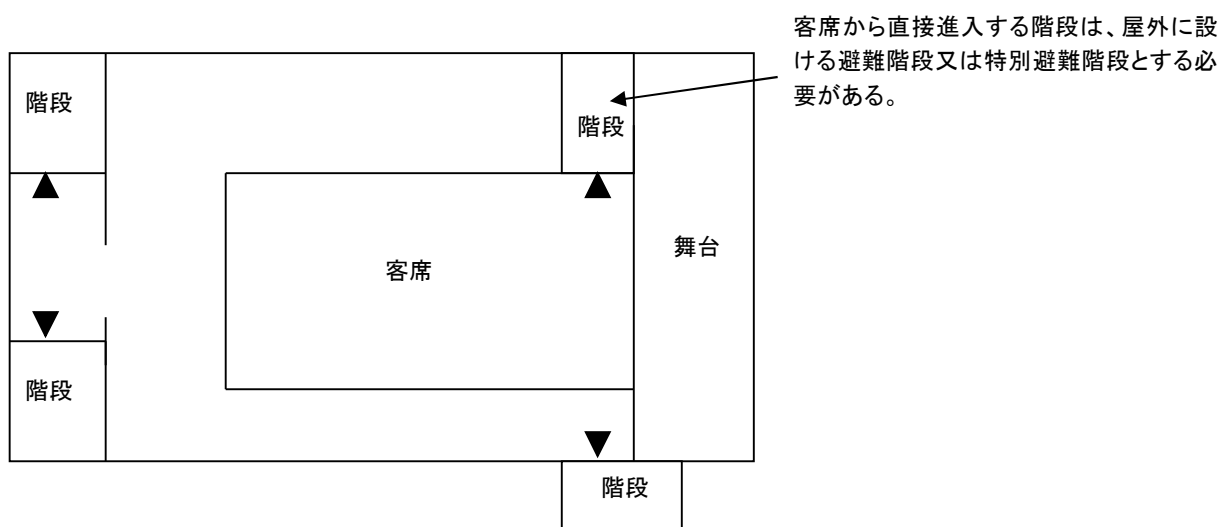 客席から直接進入する階段は、屋外に設
ける避難階段又は特別避難階段とする必
要がある。
階段
階段
舞台
客席
階段
階段